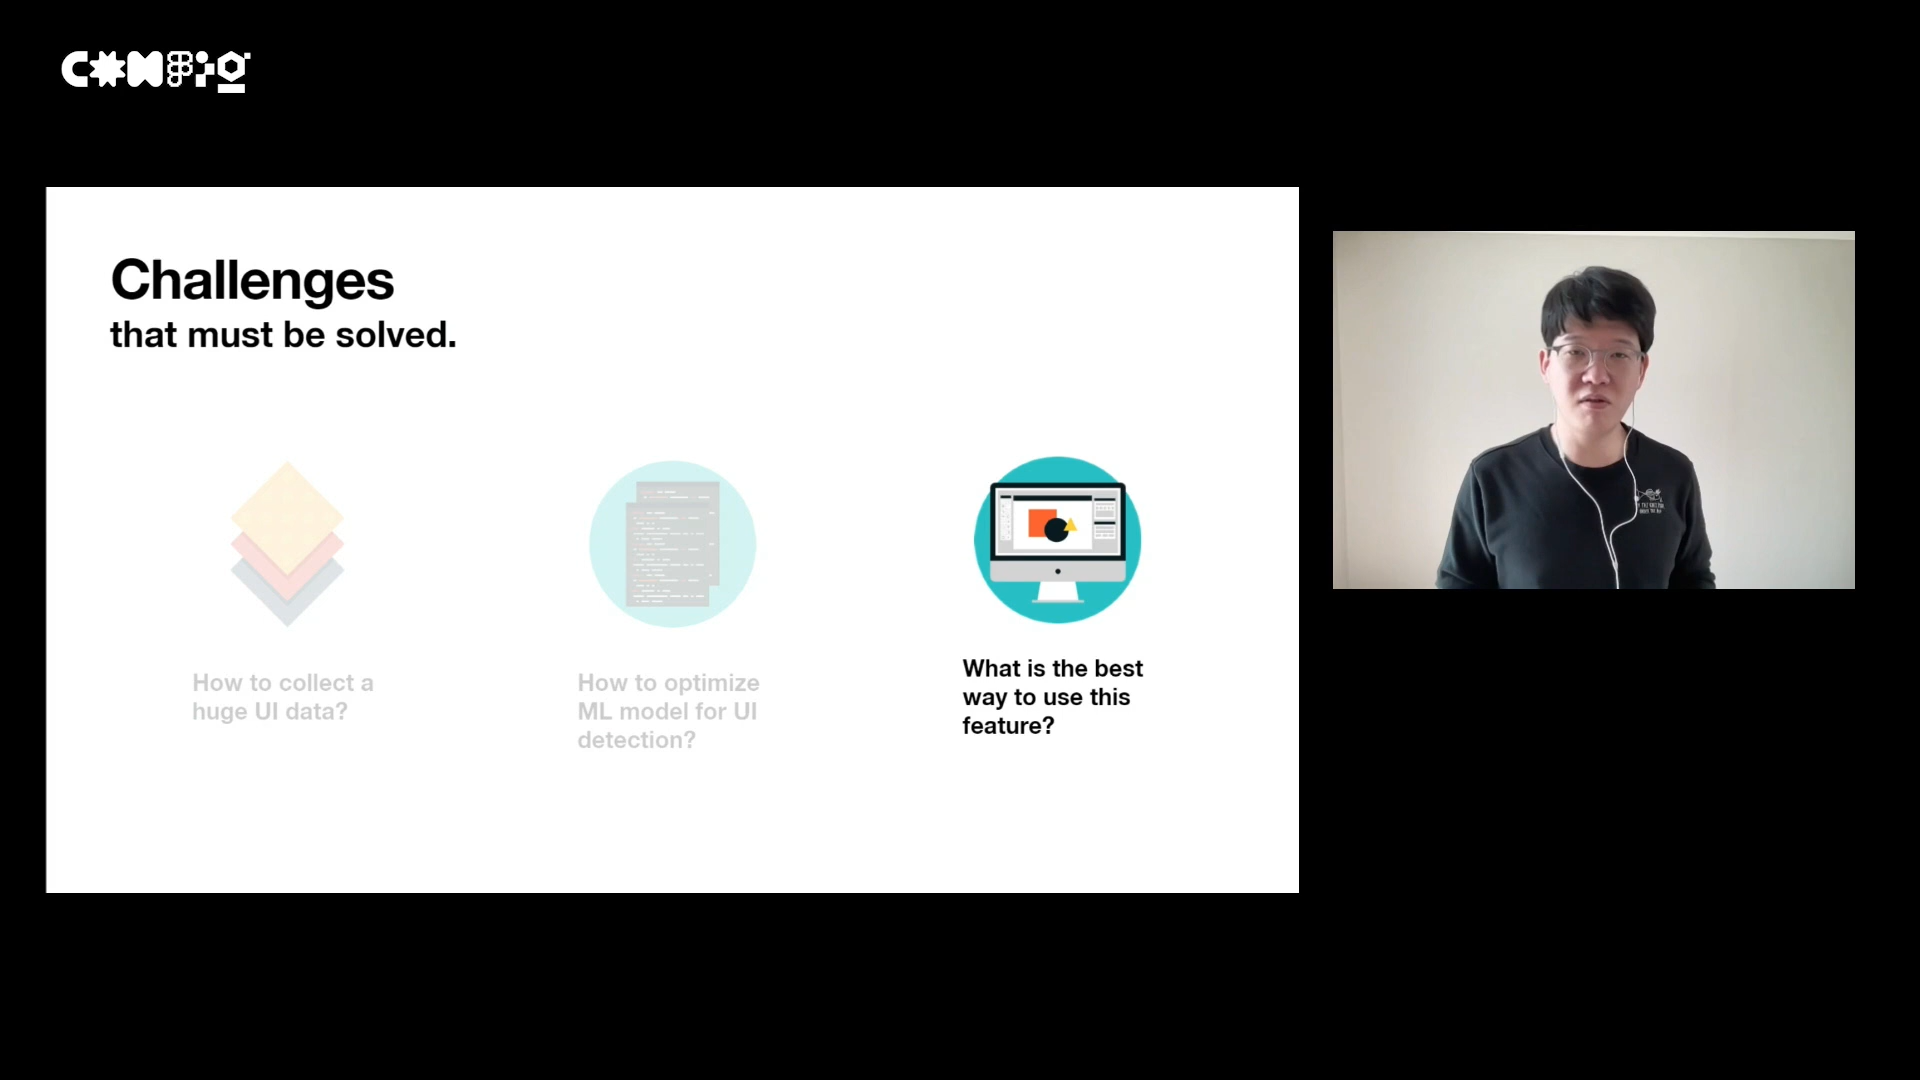 CONFIG
Challenges
that must be solved.
How to collect a
huge UI data?
How to optimize
ML model for UI
detection?
What is the best
way to use this
feature?